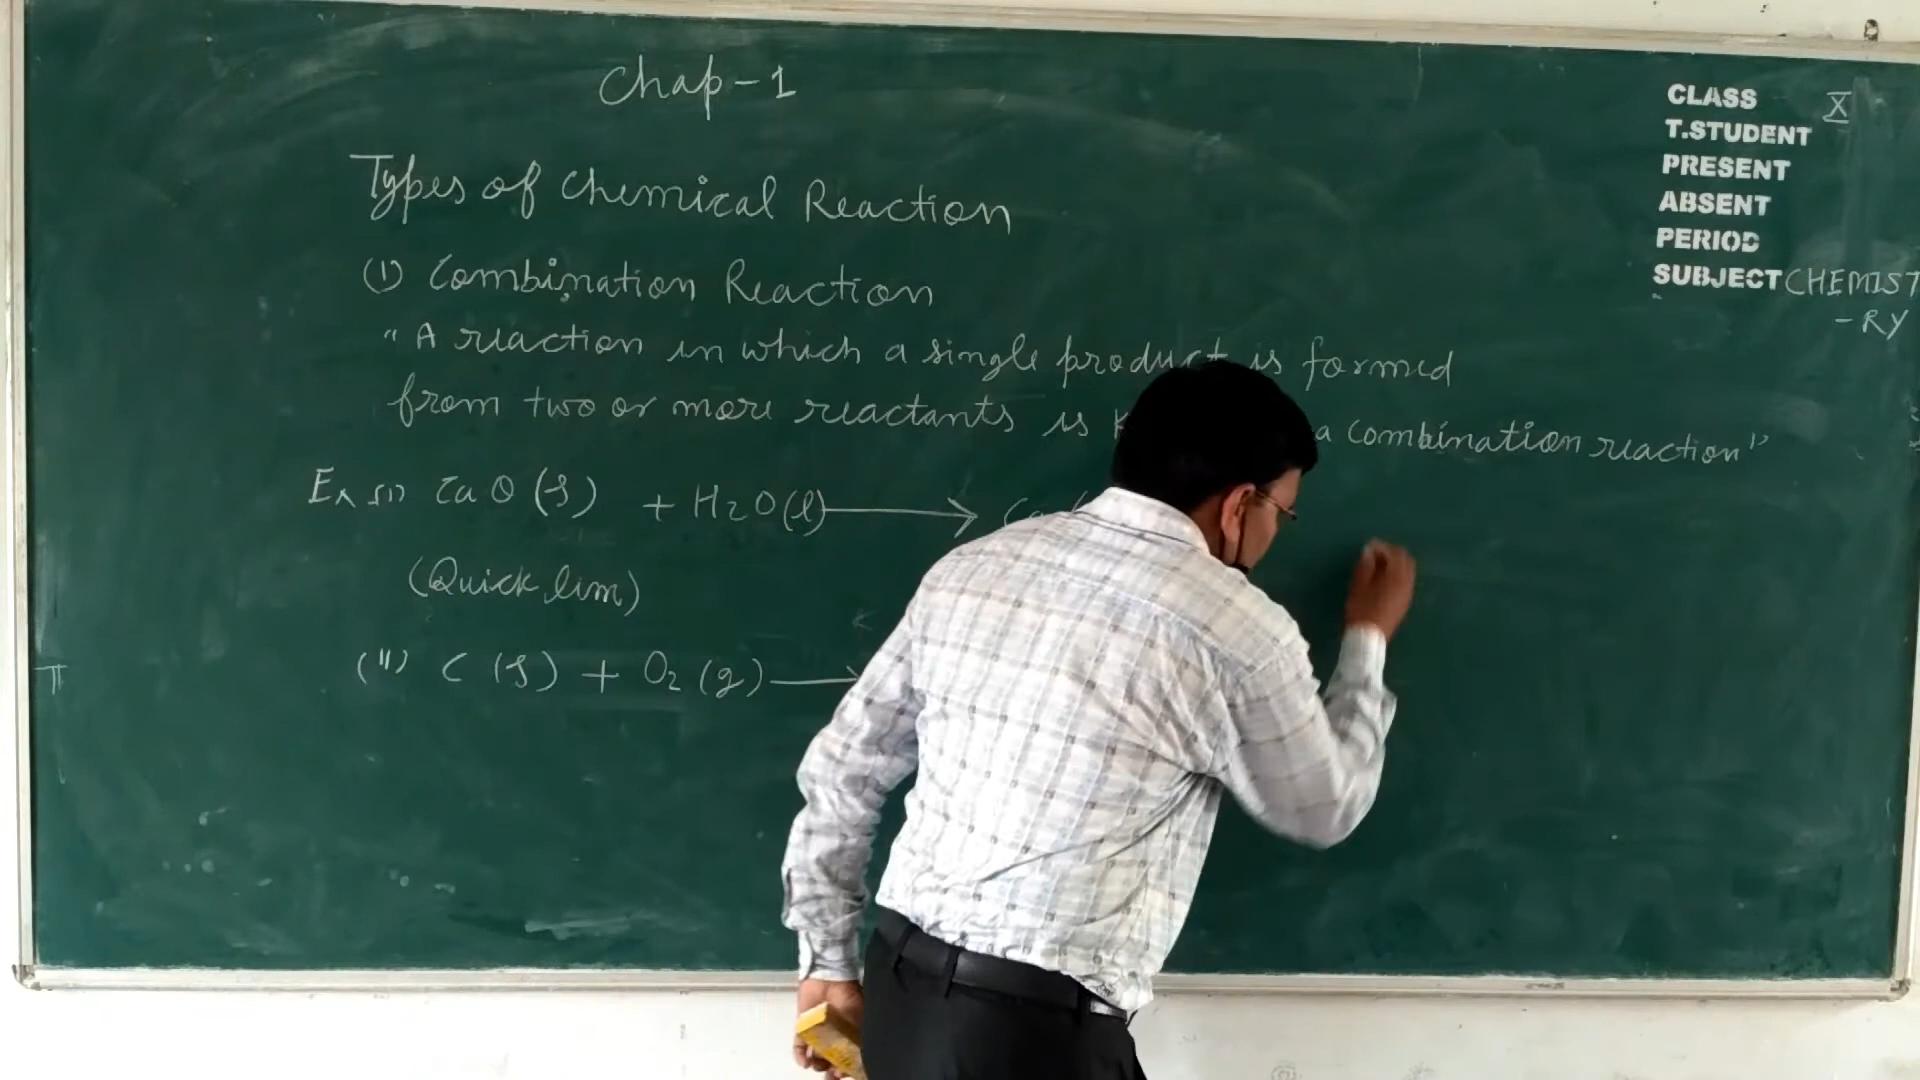 Chap-1
Types of Chemical Reaction
(1) Combination Reaction
"A reaction in which a single product is formed
from two or more reactants is a combination reaction"
Ex (i) CaO (s) + H2O(l) → Ca
(Quick lim)
(II) C (s) + O2 (g) →
CLASS X
T.STUDENT
PRESENT
ABSENT
PERIOD
SUBJECT CHEMIST
-RY